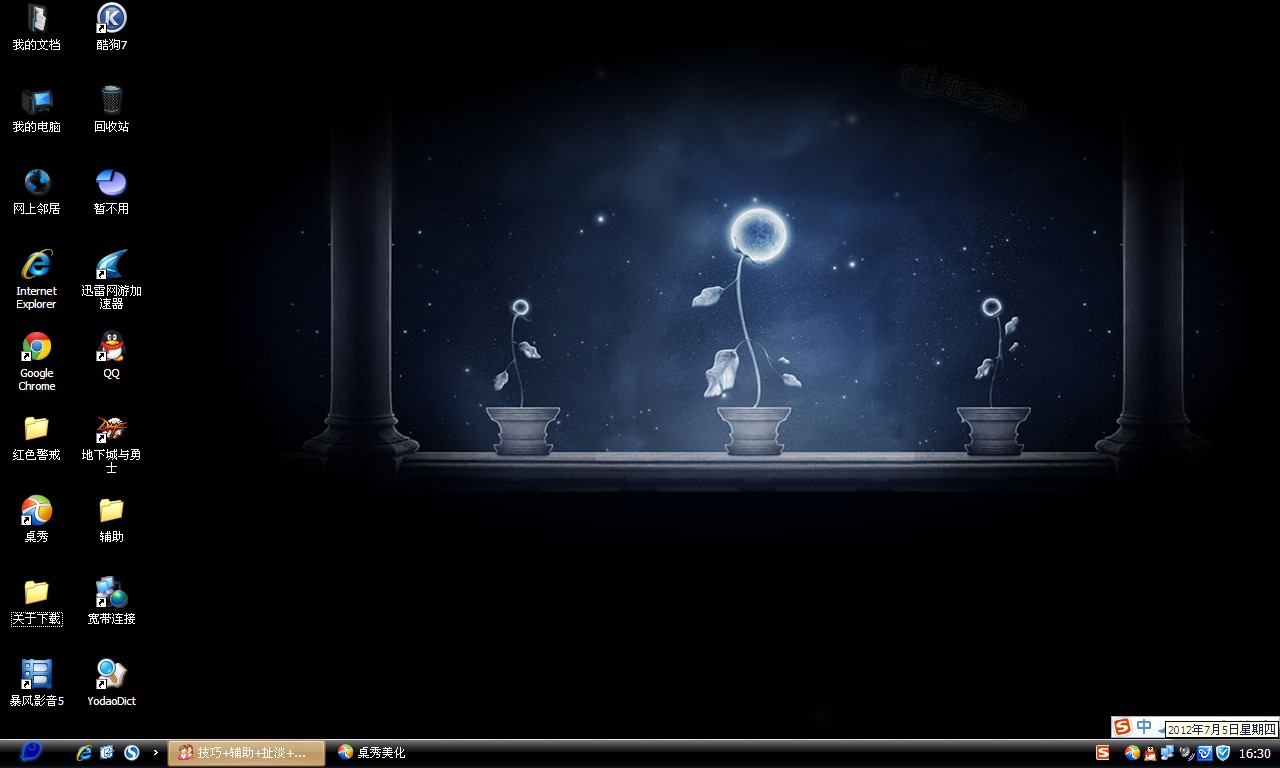 我的文档
酷狗7
我的电脑
回收站
网上邻居
暂不用
Internet
Explorer
迅雷网游加
速器
Google
Chrome
QQ
红色警戒
地下城与勇
士
桌秀
辅助
关于下载
宽带连接
暴风影音5
YodaoDict
主题之家
中
2012年7月5日星期四
技巧+辅助+扯淡+...
桌秀美化
16:30